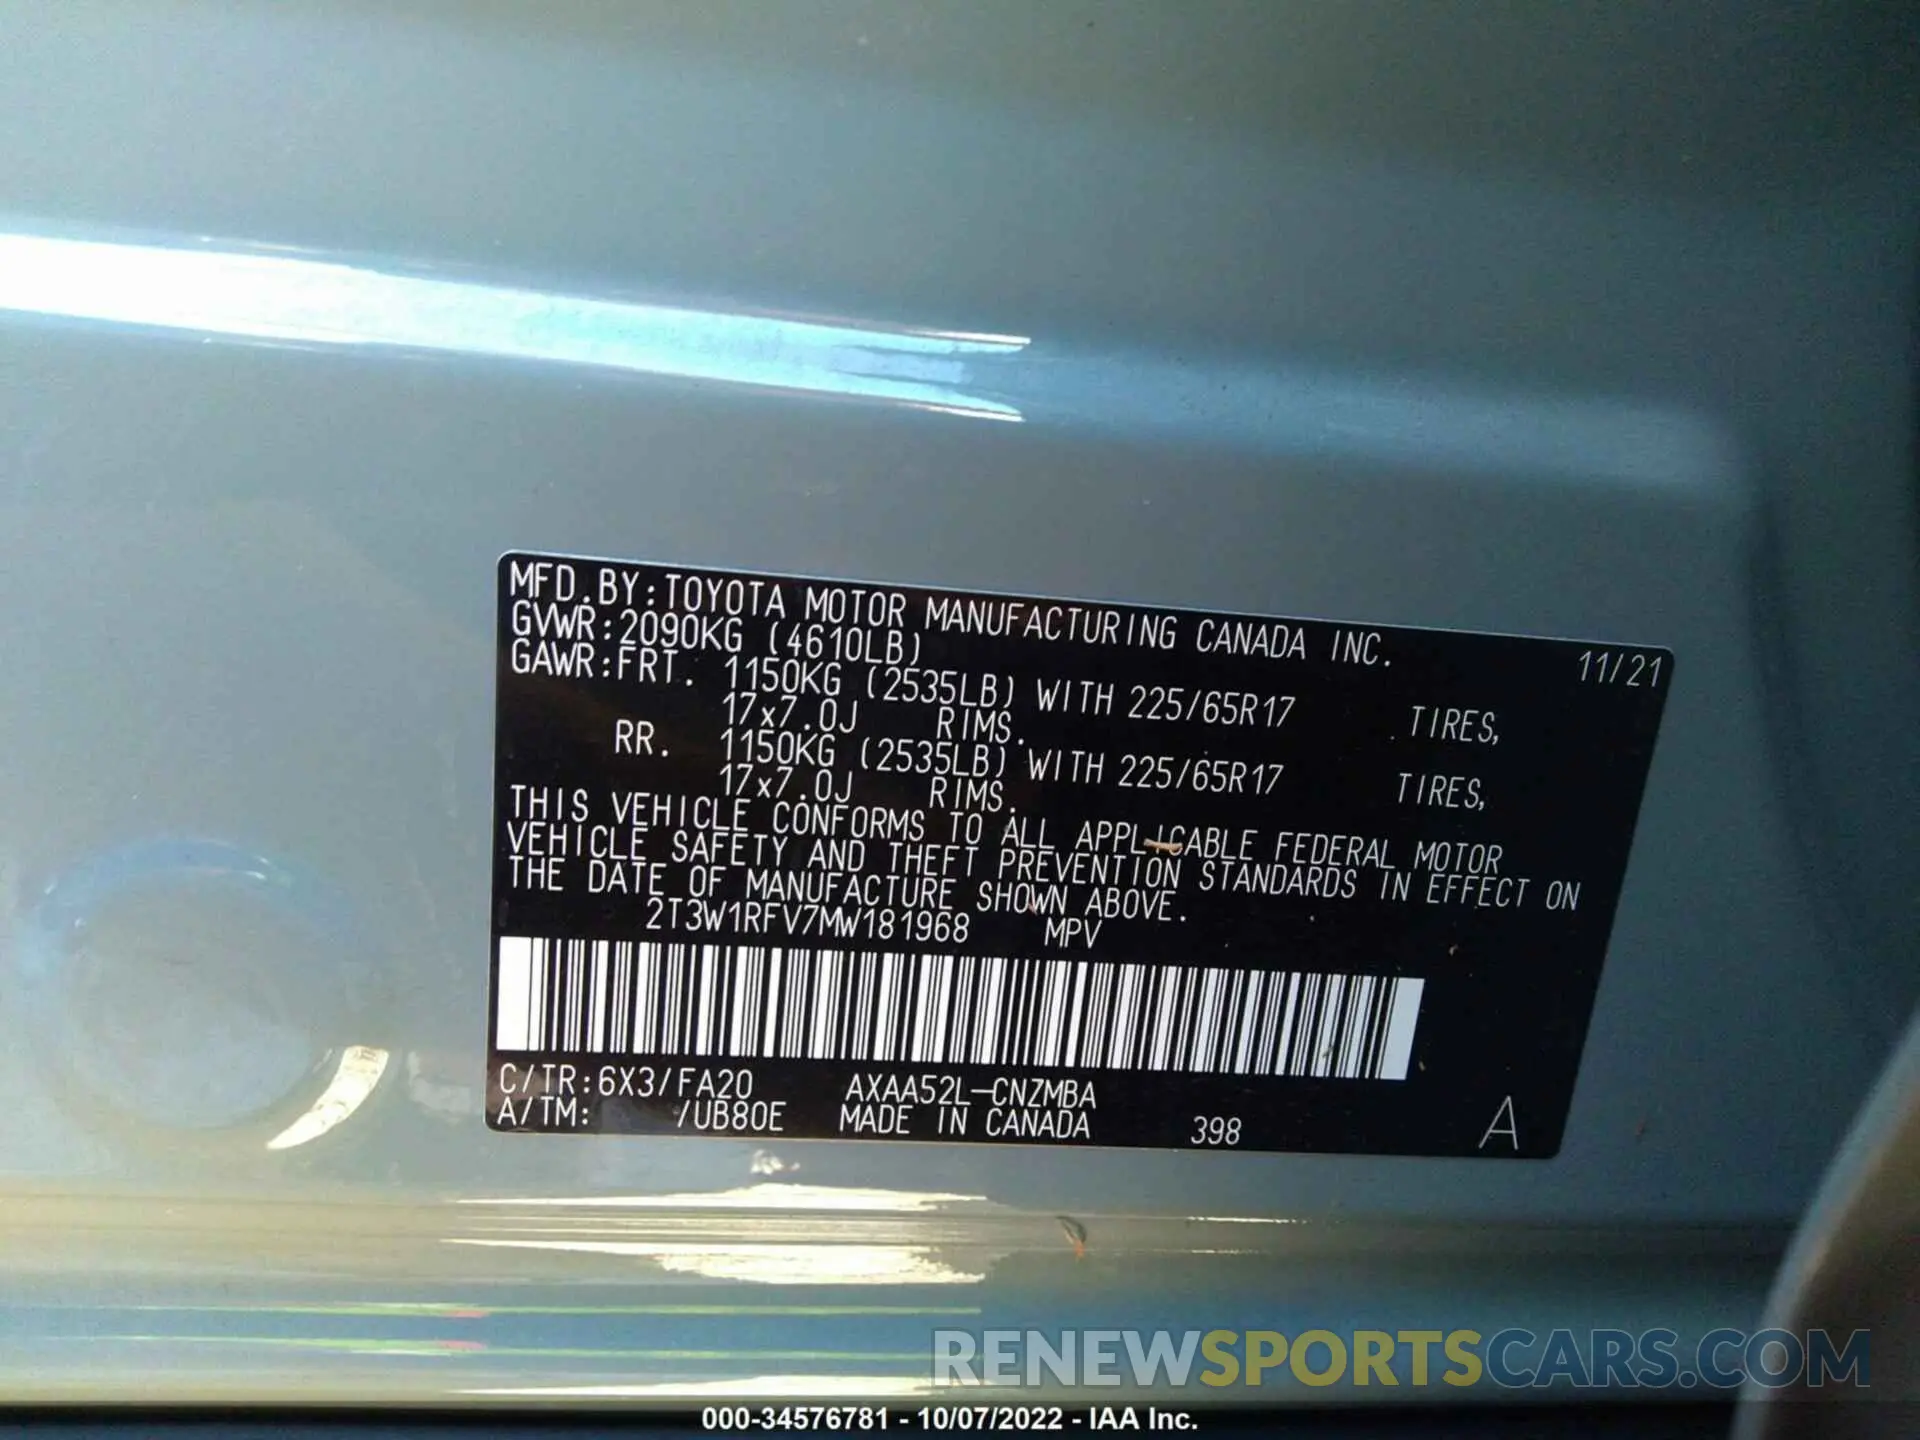 MFD.BY:TOYOTA MOTOR MANUFACTURING CANADA INC. 11/21
GVWR:2090KG (4610LB)
GAWR:FRT. 1150KG (2535LB) WITH 225/65R17 TIRES,
17x7.0J RIMS.
RR. 1150KG (2535LB) WITH 225/65R17 TIRES,
17x7.0J RIMS.
THIS VEHICLE CONFORMS TO ALL APPLICABLE FEDERAL MOTOR
VEHICLE SAFETY AND THEFT PREVENTION STANDARDS IN EFFECT ON
THE DATE OF MANUFACTURE SHOWN ABOVE.
2T3W1RFV7MW181968 MPV
C/TR:6X3/FA20 AXAA52L-CNZMBA
A/TM: /UB80E MADE IN CANADA 398 A
RENEWSPORTSCARS.COM
000-34576781 - 10/07/2022 - IAA Inc.